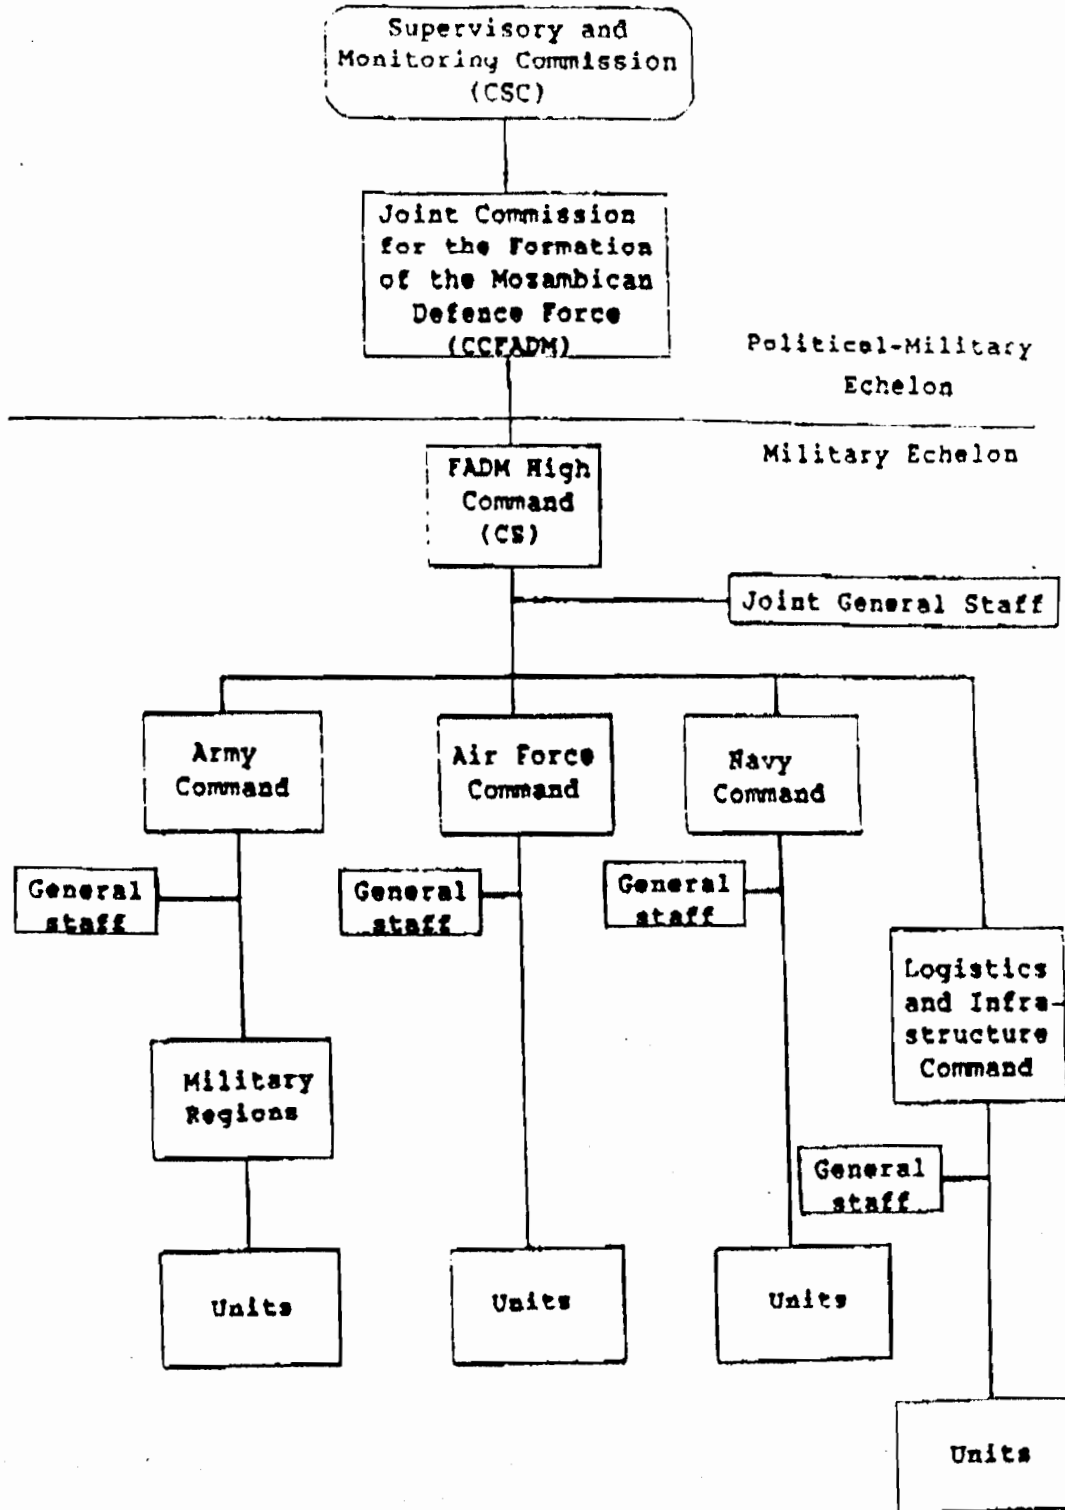 Supervisory and
Monitoring Commission
(CSC)
Joint Commission
for the Formation
of the Mozambican
Defence Force
(CCFADM)
Political-Military
Echelon
Military Echelon
FADM High
Command
(CS)
Joint General Staff
Army
Command
Air Force
Command
Navy
Command
General
staff
General
staff
General
staff
Logistics
and Infra-
structure
Command
Military
Regions
General
staff
Units
Units
Units
Units